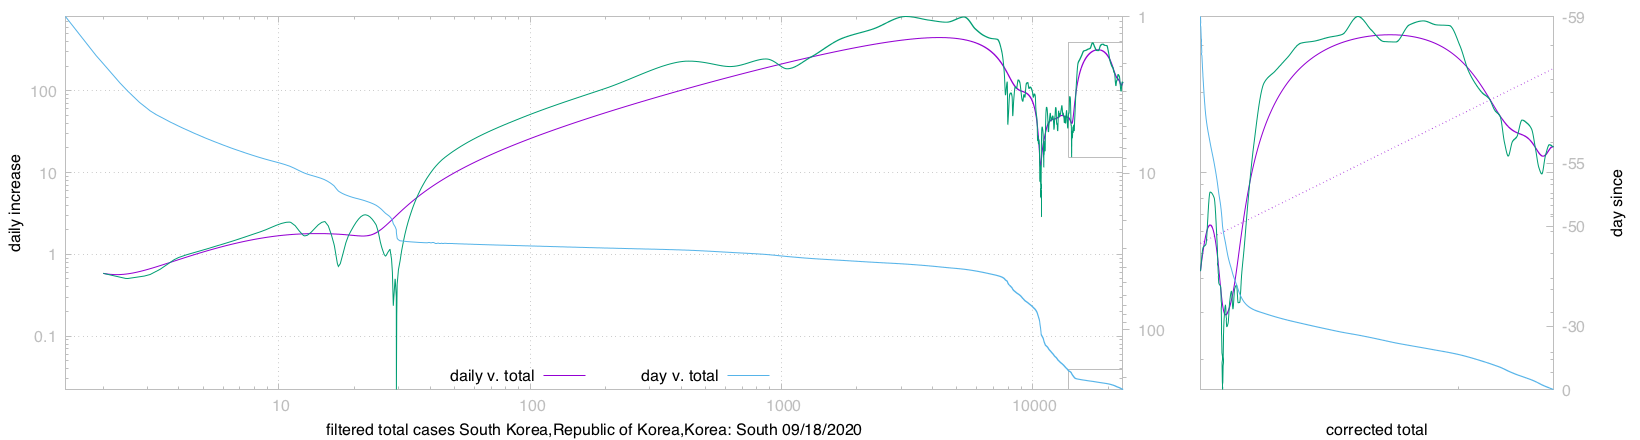 1
-59
100
10
-55
daily increase
10
-50
day since
1
-30
0.1
100
daily v. total
day v. total
0
10
100
1000
10000
filtered total cases South Korea,Republic of Korea,Korea: South 09/18/2020
corrected total